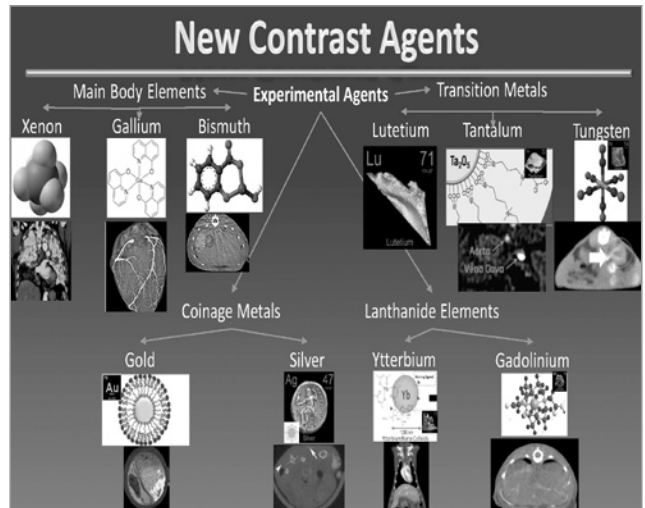 New Contrast Agents
Main Body Elements
Experimental Agents
Transition Metals
Xenon
Gallium
Bismuth
Lutetium
Tantalum
Tungsten
Lu 71
Lutetium
Ta₂O₅
Aorta
Vena Cava
Coinage Metals
Lanthanide Elements
Gold
Silver
Ytterbium
Gadolinium
Au
Ag 47
Silver
Yb